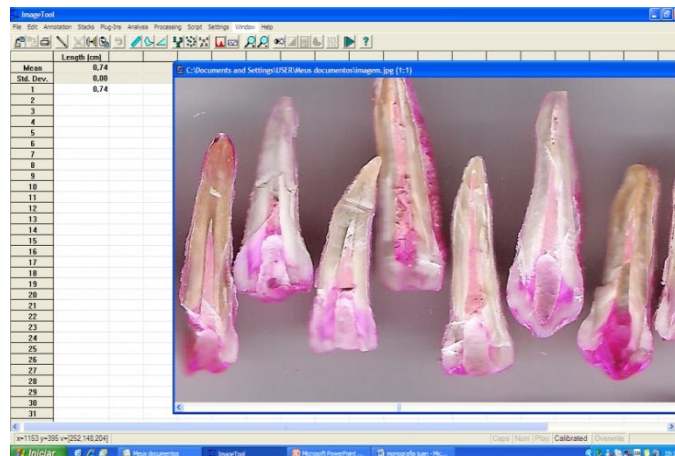 ImageTool
File Edit Annotation Stacks Plug-Ins Analysis Processing Script Settings Window Help
Length (cm)
Mean 0,74
Std. Dev. 0,00
1 0,74
2
3
4
5
6
7
8
9
10
11
12
13
14
15
16
17
18
19
20
21
22
23
24
25
26
27
28
29
30
31
C:\Documents and Settings\USER\Meus documentos\imagem.jpg (1:1)
x=1153 y=395 v=[252,148,204]
Caps Num Play Calibrated Overwrite
Iniciar
Meus documentos
ImageTool
Microsoft PowerPoint ...
monografia juan - Mic...